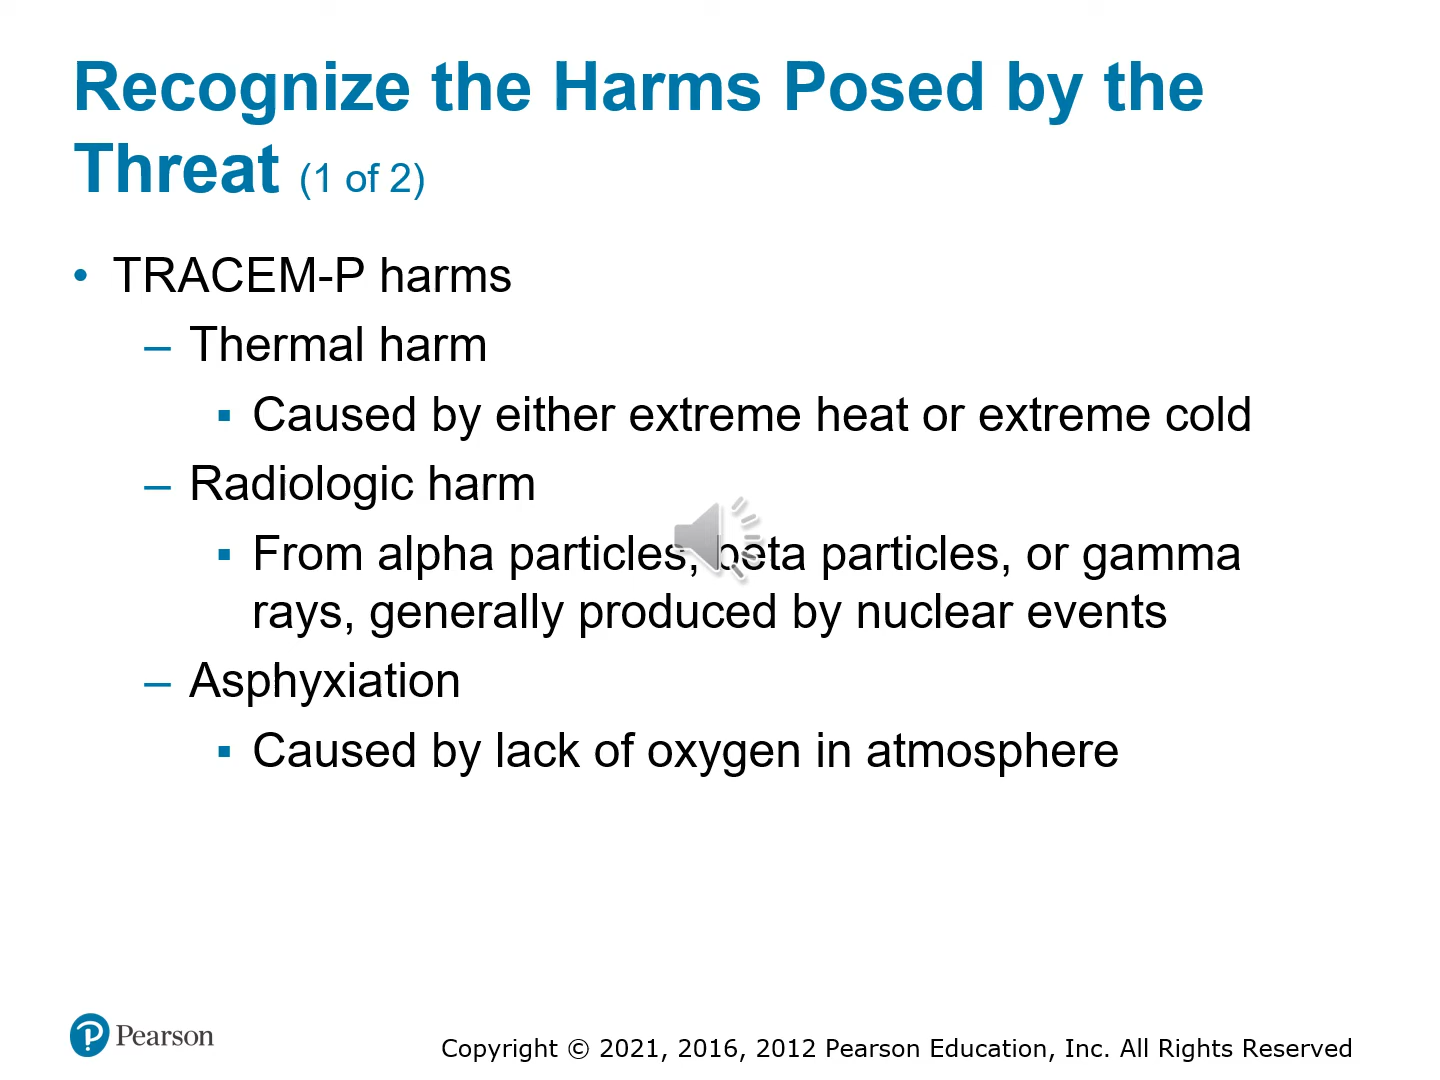 Recognize the Harms Posed by the
Threat (1 of 2)
• TRACEM-P harms
– Thermal harm
▪ Caused by either extreme heat or extreme cold
– Radiologic harm
▪ From alpha particles, beta particles, or gamma
rays, generally produced by nuclear events
– Asphyxiation
▪ Caused by lack of oxygen in atmosphere
Pearson
Copyright © 2021, 2016, 2012 Pearson Education, Inc. All Rights Reserved